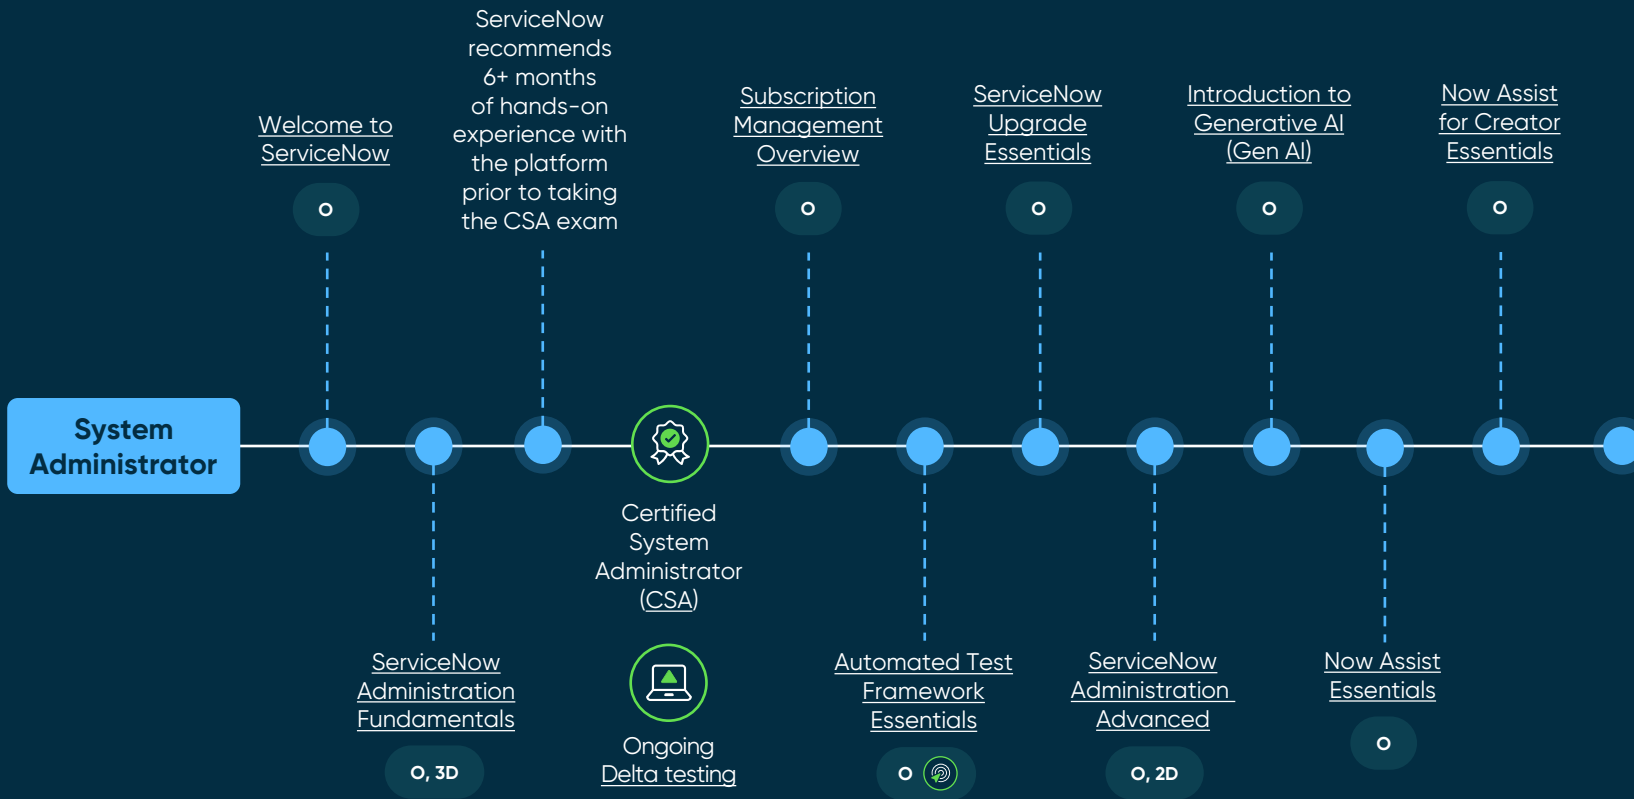 System
Administrator
Welcome to
ServiceNow
O
ServiceNow
Administration
Fundamentals
O, 3D
ServiceNow
recommends
6+ months
of hands-on
experience with
the platform
prior to taking
the CSA exam
Certified
System
Administrator
(CSA)
Ongoing
Delta testing
Subscription
Management
Overview
O
Automated Test
Framework
Essentials
O
ServiceNow
Upgrade
Essentials
O
ServiceNow
Administration
Advanced
O, 2D
Introduction to
Generative AI
(Gen AI)
O
Now Assist
Essentials
O
Now Assist
for Creator
Essentials
O